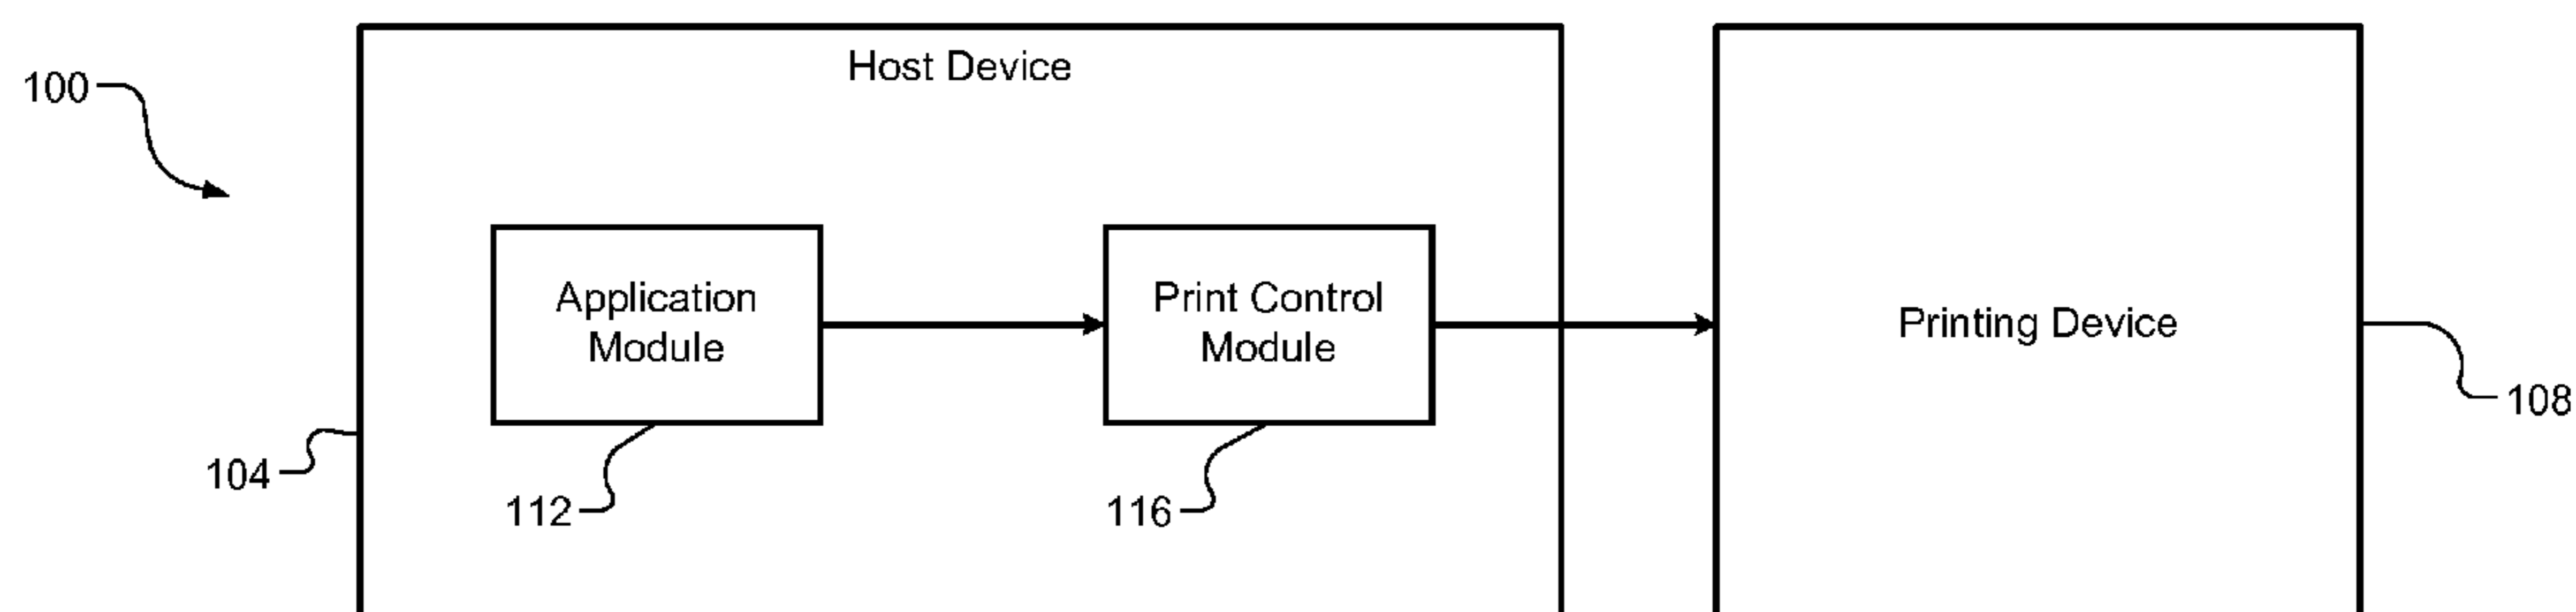 Host Device
100
Application
Module
Print Control
Module
Printing Device
108
104
112
116